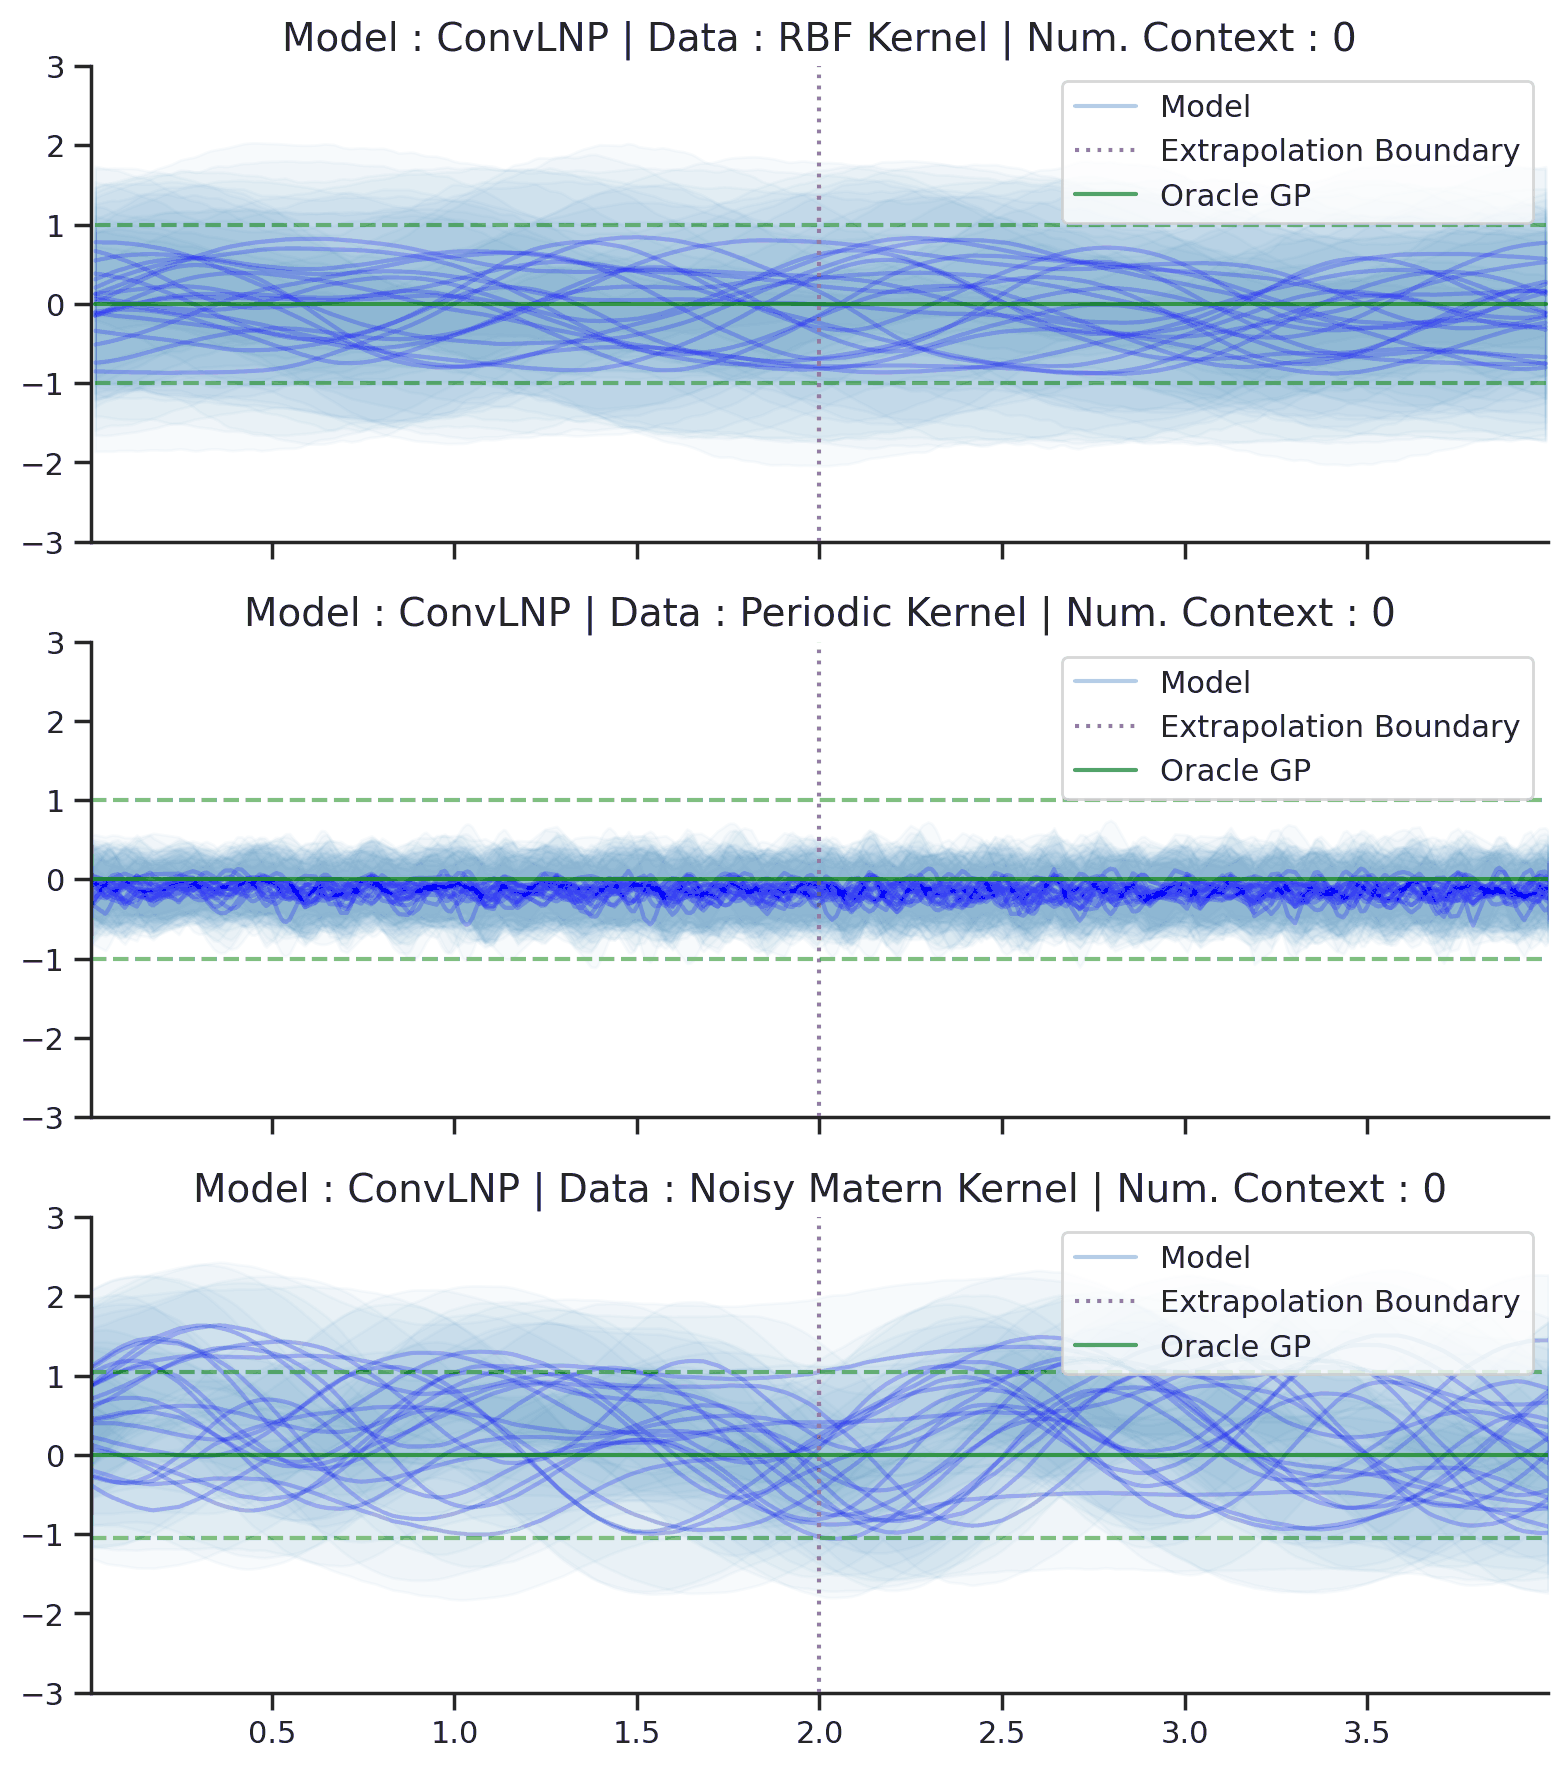 Model : ConvLNP | Data : RBF Kernel | Num. Context : 0
3
2
1
0
−1
−2
−3
Model
Extrapolation Boundary
Oracle GP
Model : ConvLNP | Data : Periodic Kernel | Num. Context : 0
3
2
1
0
−1
−2
−3
Model
Extrapolation Boundary
Oracle GP
Model : ConvLNP | Data : Noisy Matern Kernel | Num. Context : 0
3
2
1
0
−1
−2
−3
Model
Extrapolation Boundary
Oracle GP
0.5 1.0 1.5 2.0 2.5 3.0 3.5